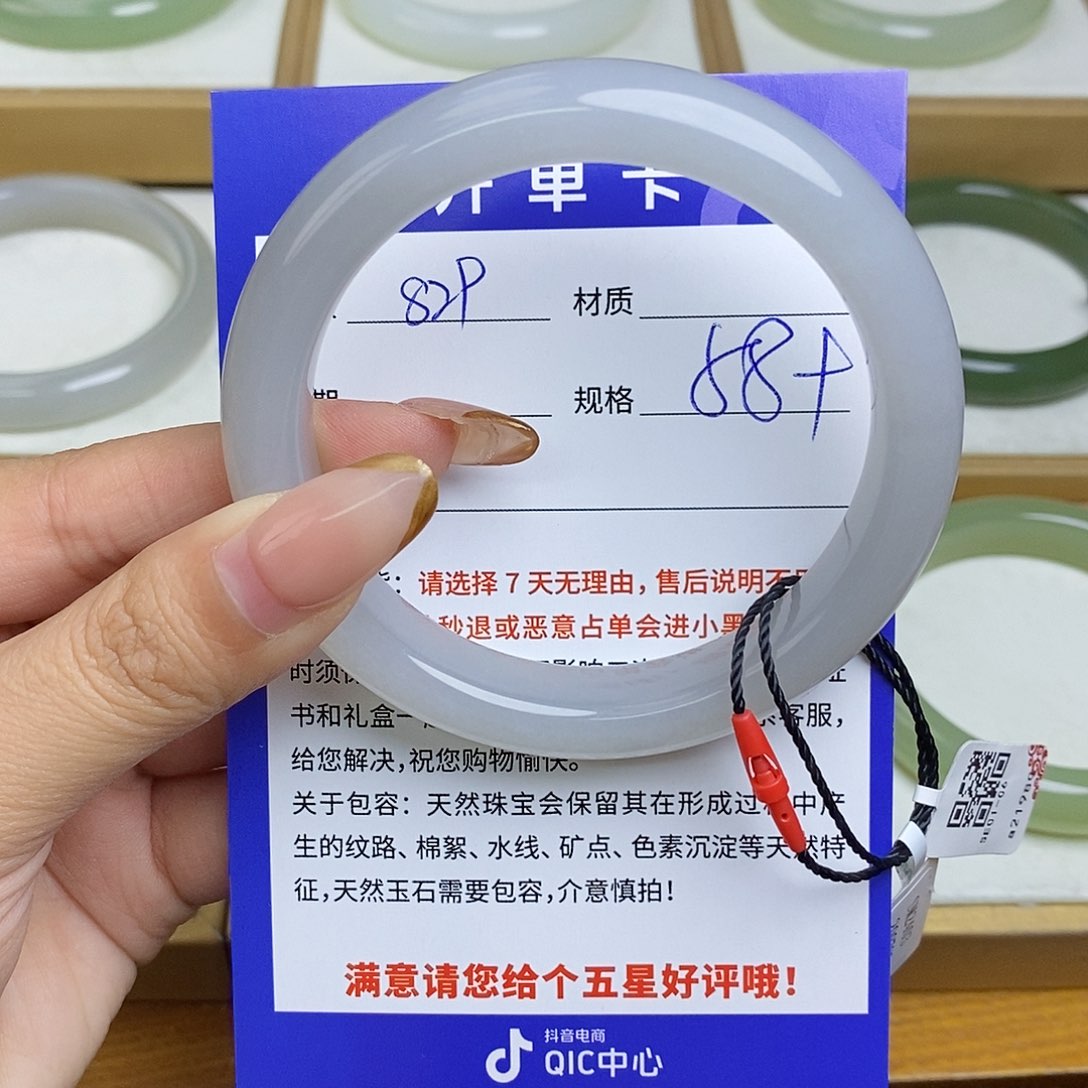 单卡
82P
材质
58+
规格
请选择7天无理由，售后说明不
秒退或恶意占单会进小黑
时须
书和礼盒一
客服，
给您解决，祝您购物愉快。
关于包容：天然珠宝会保留其在形成过 中产
生的纹路、棉絮、水线、矿点、色素沉淀等天然特
征，天然玉石需要包容，介意慎拍！
满意请您给个五星好评哦！
抖音电商
QIC中心
SE01-06